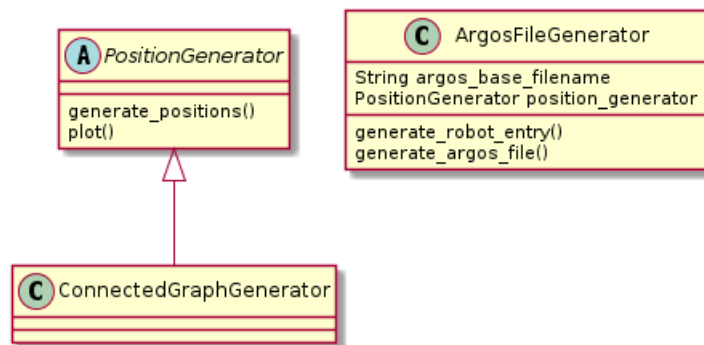 A PositionGenerator
generate_positions()
plot()
C ArgosFileGenerator
String argos_base_filename
PositionGenerator position_generator
generate_robot_entry()
generate_argos_file()
C ConnectedGraphGenerator